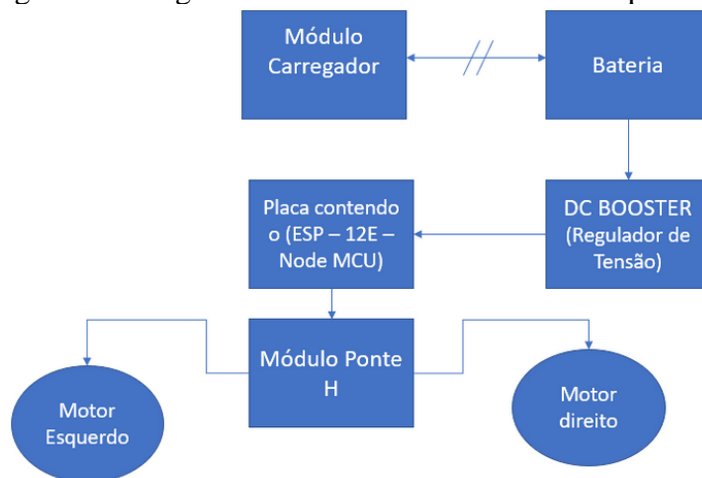 Módulo
Carregador
Bateria
Placa contendo
o (ESP – 12E –
Node MCU)
DC BOOSTER
(Regulador de
Tensão)
Módulo Ponte
H
Motor
Esquerdo
Motor
direito